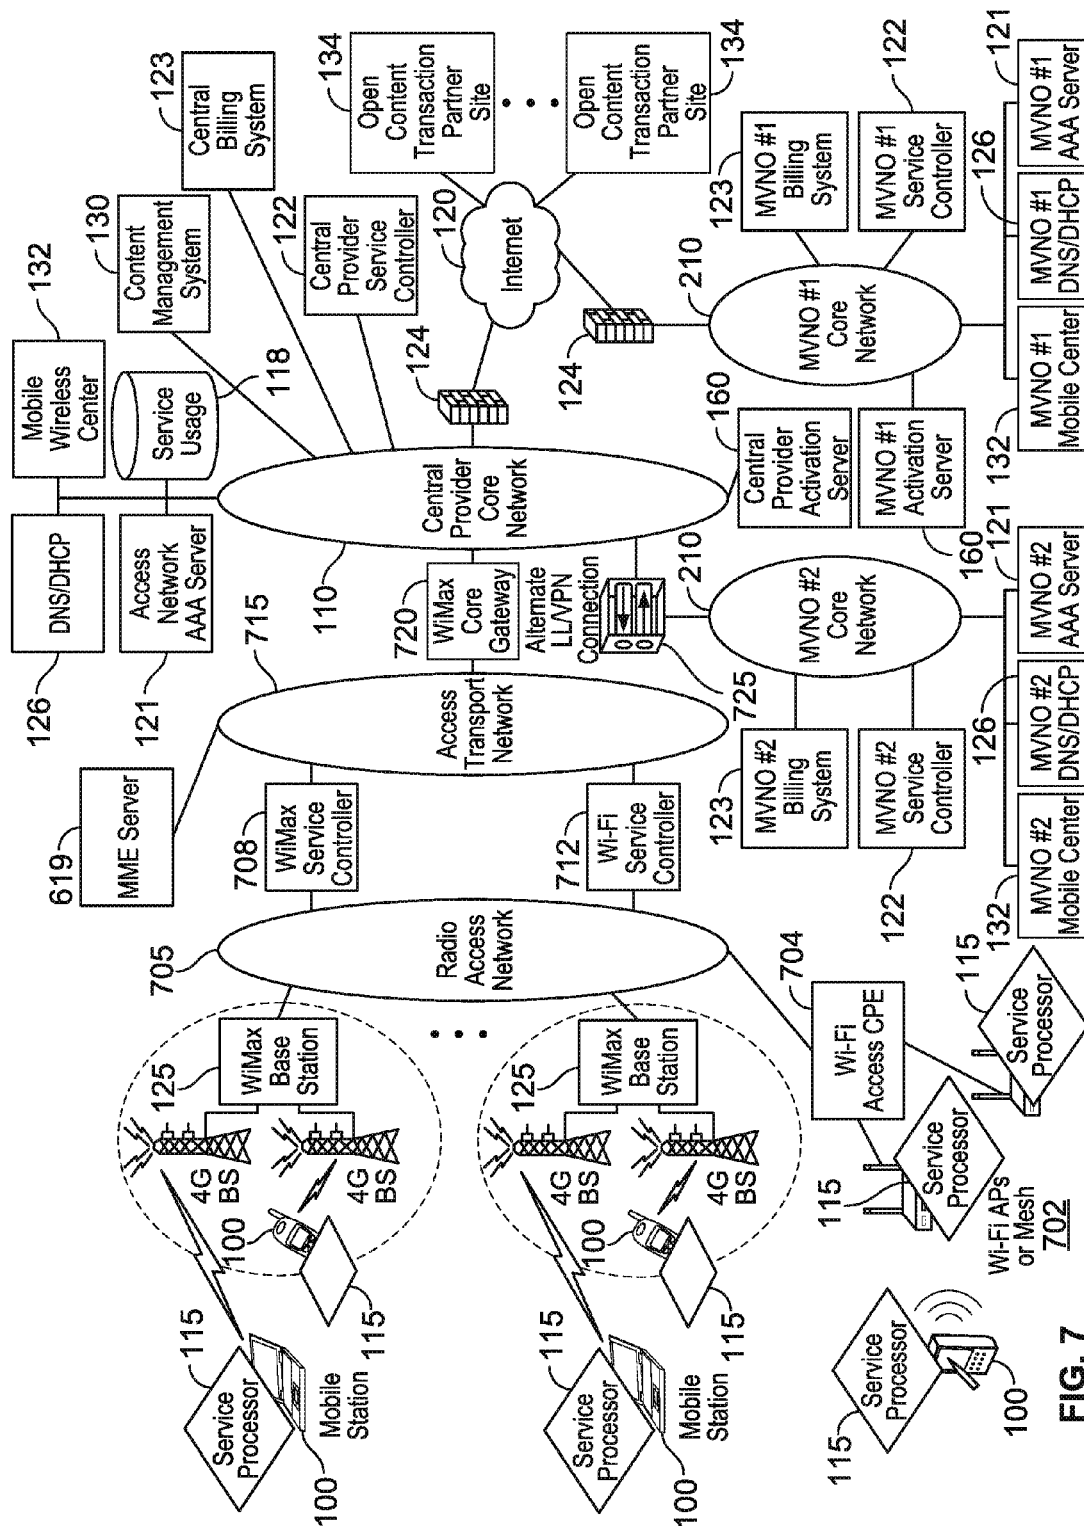 126
DNS/DHCP
132
Mobile
Wireless
Center
121
Access
Network
AAA Server
118
Service
Usage
130
Content
Management
System
123
Central
Billing
System
122
Central
Provider
Service
Controller
134
Open
Content
Transaction
Partner
Site
134
Open
Content
Transaction
Partner
Site
120
Internet
124
124
619
MME Server
715
Access
Transport
Network
720
WiMax
Core
Gateway
110
Central
Provider
Core
Network
Alternate
LL/VPN
Connection
725
160
Central
Provider
Activation
Server
708
WiMax
Service
Controller
712
Wi-Fi
Service
Controller
705
Radio
Access
Network
125
WiMax
Base
Station
4G
BS
4G
BS
100
115
115
Service
Processor
100
Mobile
Station
125
WiMax
Base
Station
4G
BS
4G
BS
100
115
115
Service
Processor
100
Mobile
Station
704
Wi-Fi
Access CPE
115
Service
Processor
115
Service
Processor
Wi-Fi APs
or Mesh
702
115
Service
Processor
100
210
MVNO #2
Core
Network
123
MVNO #2
Billing
System
122
MVNO #2
Service
Controller
132
MVNO #2
Mobile Center
126
MVNO #2
DNS/DHCP
121
MVNO #2
AAA Server
210
MVNO #1
Core
Network
123
MVNO #1
Billing
System
122
MVNO #1
Service
Controller
160
MVNO #1
Activation
Server
132
MVNO #1
Mobile Center
126
MVNO #1
DNS/DHCP
121
MVNO #1
AAA Server
FIG. 7